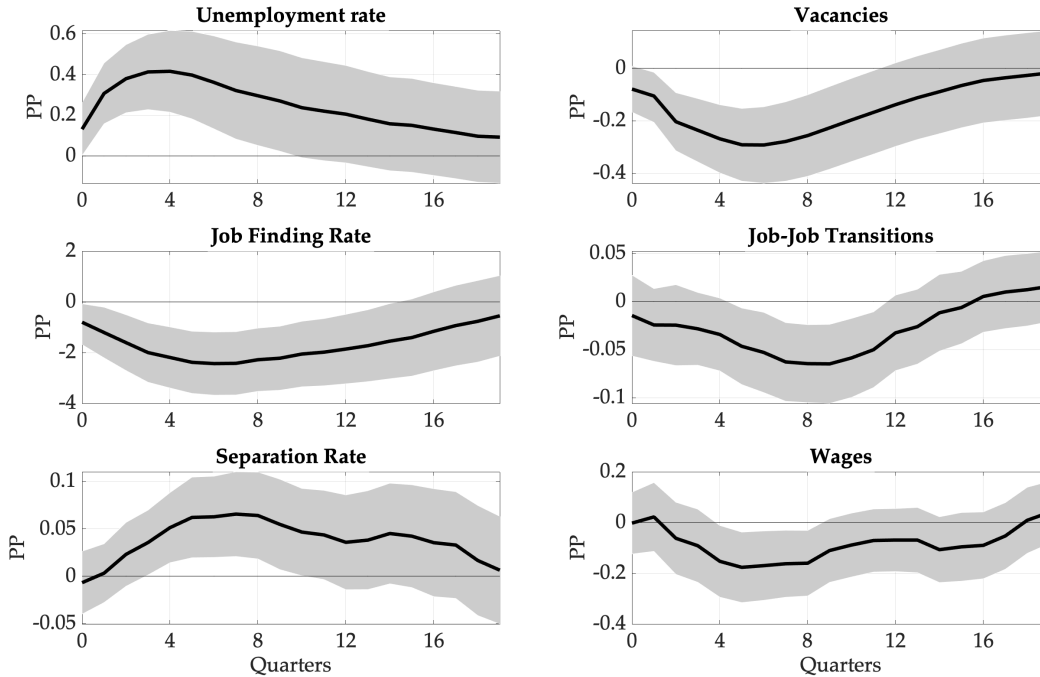 Unemployment rate
PP
0.6
0.4
0.2
0
0 4 8 12 16
Vacancies
PP
0
-0.2
-0.4
0 4 8 12 16
Job Finding Rate
PP
2
0
-2
-4
0 4 8 12 16
Job-Job Transitions
PP
0.05
0
-0.05
-0.1
0 4 8 12 16
Separation Rate
PP
0.1
0.05
0
-0.05
0 4 8 12 16
Quarters
Wages
PP
0.2
0
-0.2
-0.4
0 4 8 12 16
Quarters